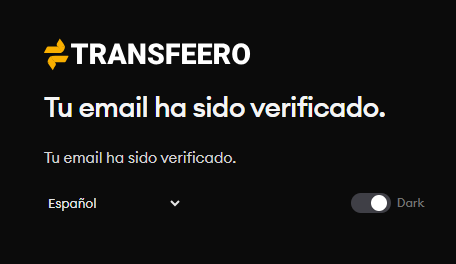 TRANSFEERO
Tu email ha sido verificado.
Tu email ha sido verificado.
Español
Dark